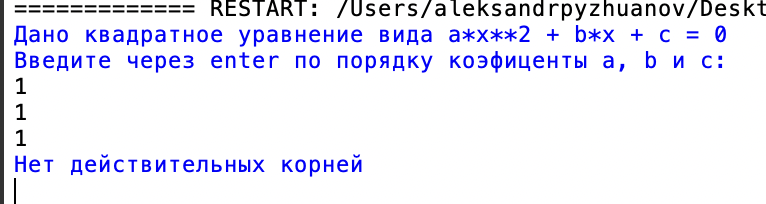 ============= RESTART: /Users/aleksandrpyzhuanov/Deskt
Дано квадратное уравнение вида a*x**2 + b*x + c = 0
Введите через enter по порядку коэфиценты a, b и c:
1
1
1
Нет действительных корней